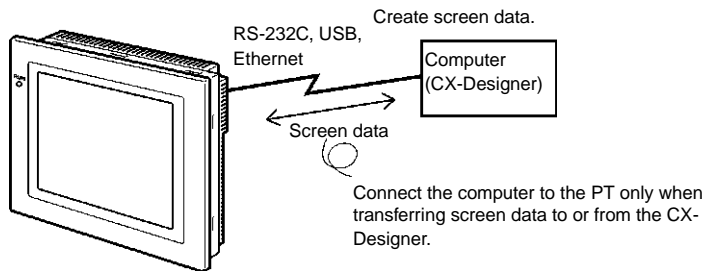 Create screen data.
RS-232C, USB,
Ethernet
Computer
(CX-Designer)
Screen data
Connect the computer to the PT only when
transferring screen data to or from the CX-
Designer.